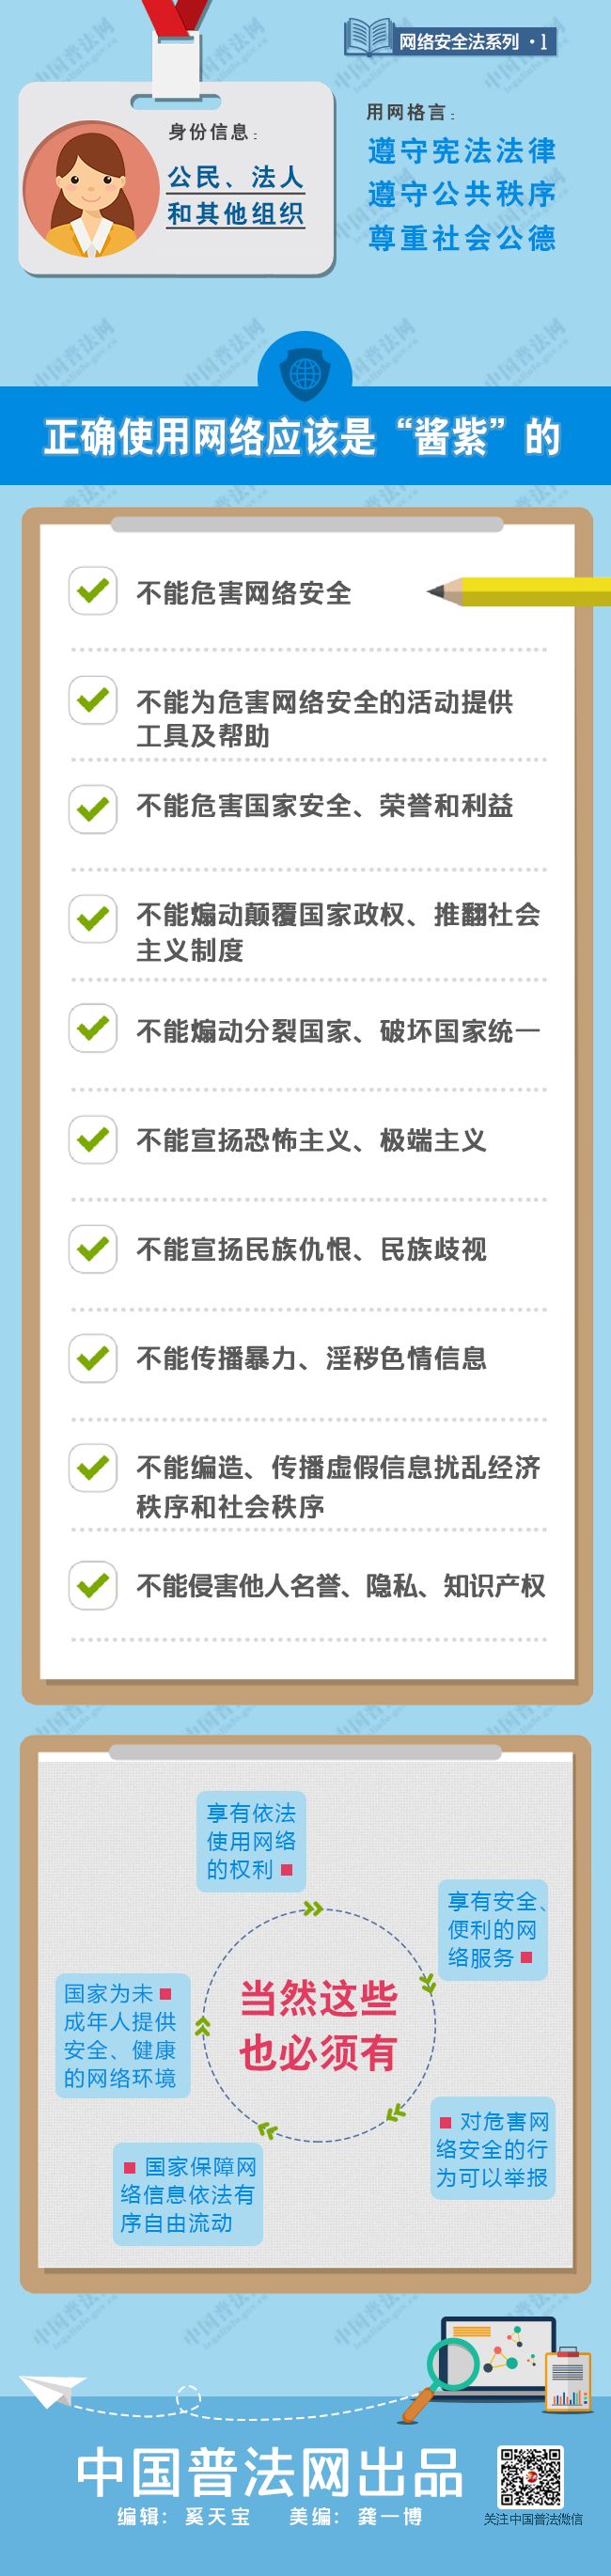 网络安全法系列 · 1
身份信息：
公民、法人
和其他组织
用网格言：
遵守宪法法律
遵守公共秩序
尊重社会公德
正确使用网络应该是“酱紫”的
不能危害网络安全
不能为危害网络安全的活动提供
工具及帮助
不能危害国家安全、荣誉和利益
不能煽动颠覆国家政权、推翻社会
主义制度
不能煽动分裂国家、破坏国家统一
不能宣扬恐怖主义、极端主义
不能宣扬民族仇恨、民族歧视
不能传播暴力、淫秽色情信息
不能编造、传播虚假信息扰乱经济
秩序和社会秩序
不能侵害他人名誉、隐私、知识产权
享有依法
使用网络
的权利
享有安全、
便利的网
络服务
当然这些
也必须有
国家为未
成年人提供
安全、健康
的网络环境
对危害网
络安全的行
为可以举报
国家保障网
络信息依法有
序自由流动
中国普法网出品
编辑：奚天宝 美编：龚一博
关注中国普法微信
中国普法网